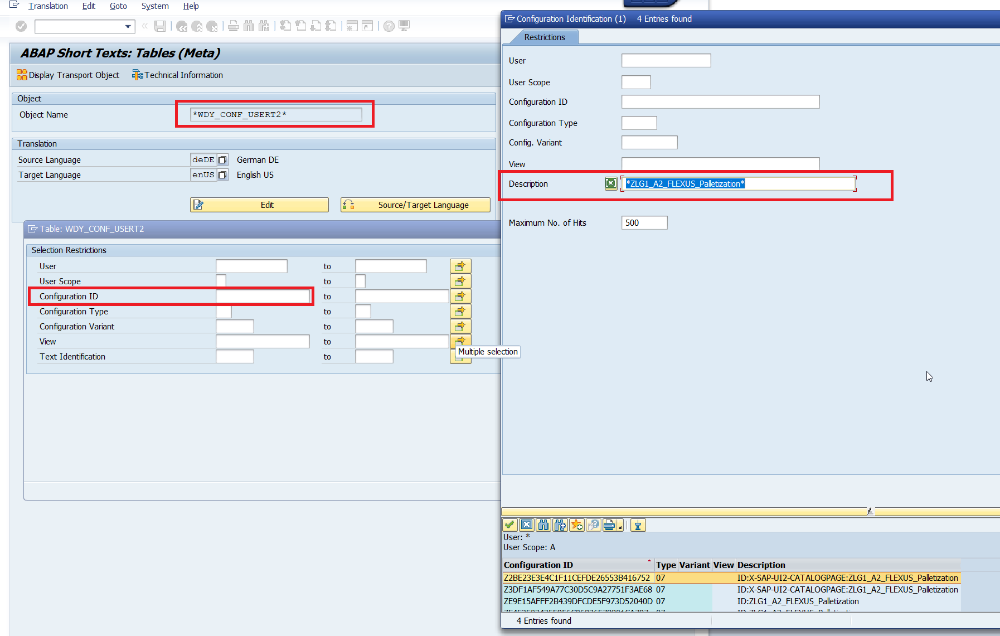 Translation Edit Goto System Help
ABAP Short Texts: Tables (Meta)
Display Transport Object Technical Information
Object
Object Name *WDY_CONF_USERT2*
Translation
Source Language deDE German DE
Target Language enUS English US
Edit Source/Target Language
Table: WDY_CONF_USERT2
Selection Restrictions
User to
User Scope to
Configuration ID to
Configuration Type to
Configuration Variant to
View to
Multiple selection
Text Identification to
Configuration Identification (1) 4 Entries found
Restrictions
User
User Scope
Configuration ID
Configuration Type
Config. Variant
View
Description *ZLG1_A2_FLEXUS_Palletization*
Maximum No. of Hits 500
User: *
User Scope: A
Configuration ID Type Variant View Description
Z2BE23E3E4C1F11CEFDE26553B416752 07 ID:X-SAP-UI2-CATALOGPAGE:ZLG1_A2_FLEXUS_Palletization
Z3DF1AF549A77C30D5C9A27751F3AE68 07 ID:X-SAP-UI2-CATALOGPAGE:ZLG1_A2_FLEXUS_Palletization
ZE9E15AFFF2B439DFCDE5F973D52040D 07 ID:ZLG1_A2_FLEXUS_Palletization
4 Entries found